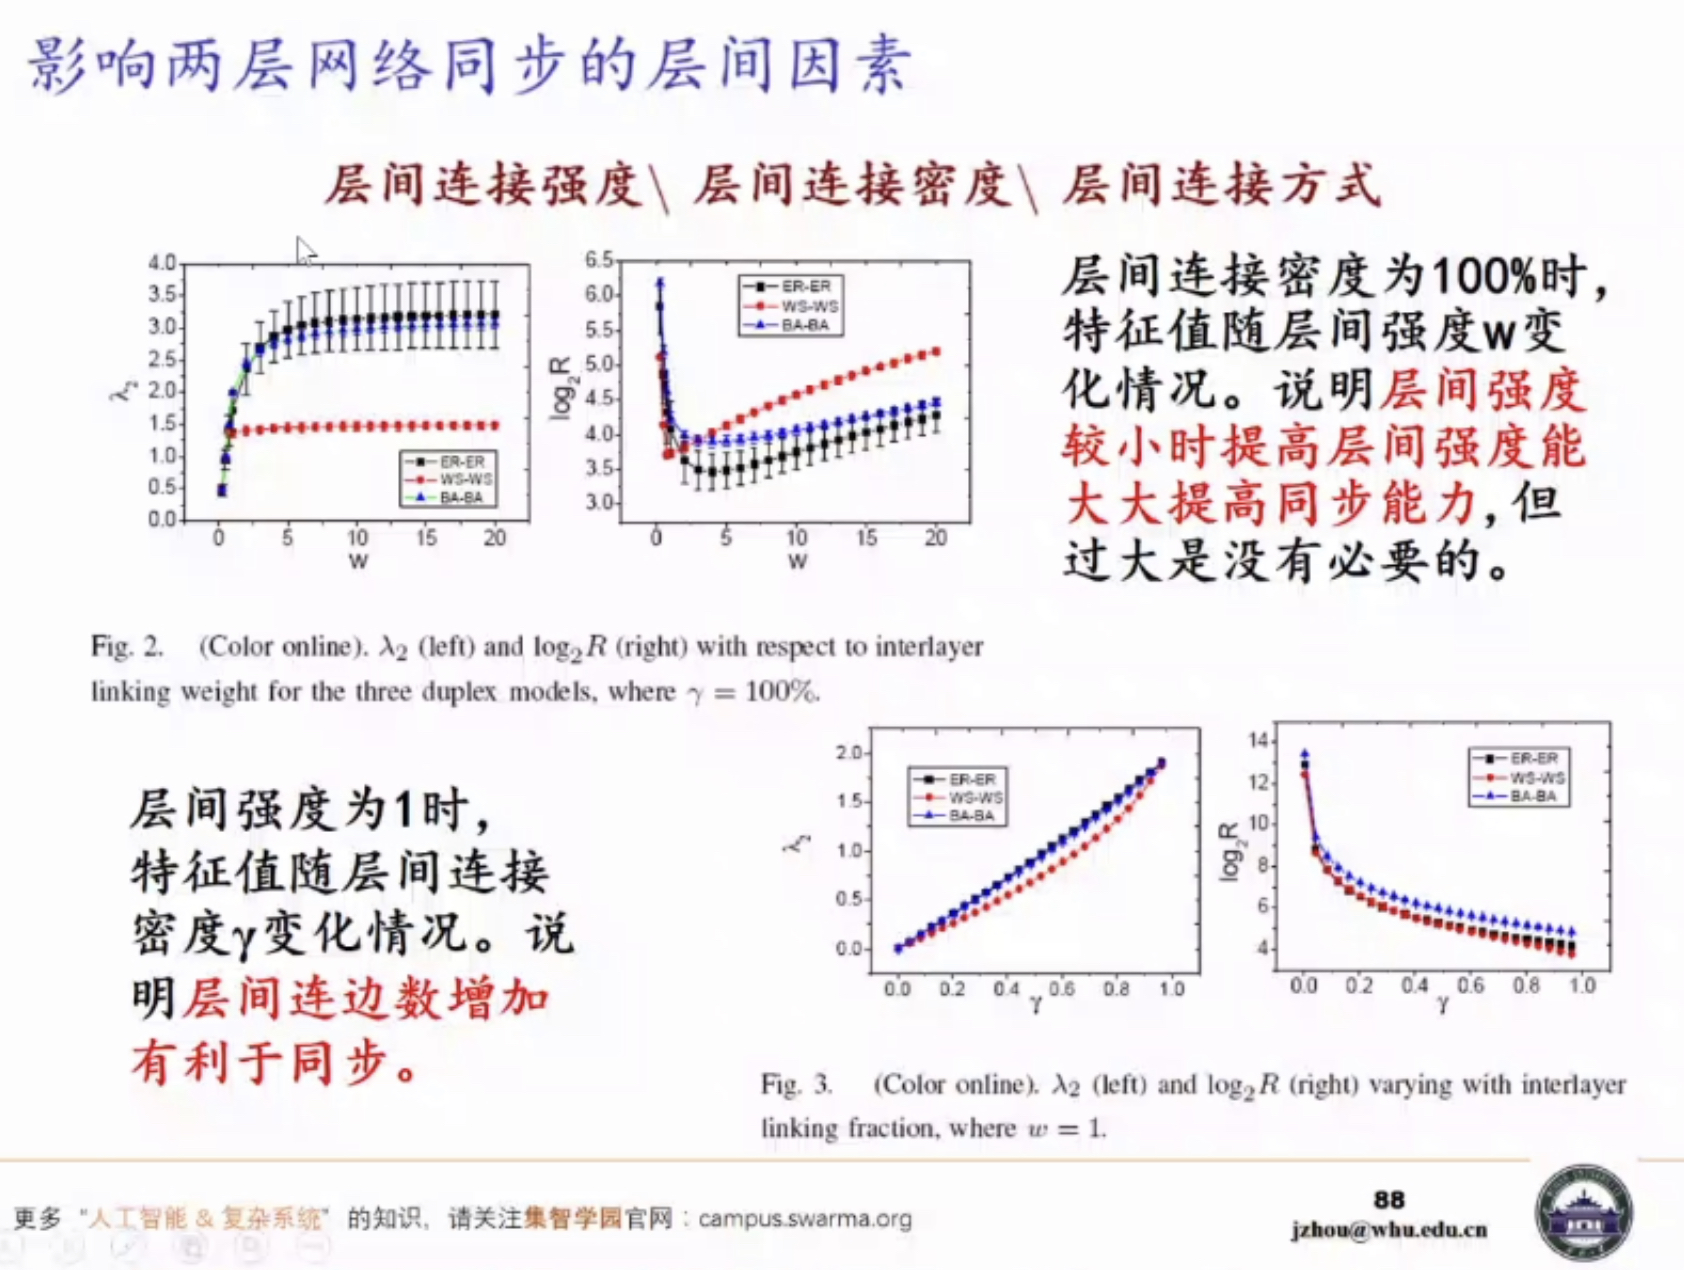 影响两层网络同步的层间因素
层间连接强度\ 层间连接密度\ 层间连接方式
4.0
3.5
3.0
2.5
2.0
1.5
1.0
0.5
0.0
λ2
0 5 10 15 20
w
ER-ER
WS-WS
BA-BA
6.5
6.0
5.5
5.0
4.5
4.0
3.5
3.0
log2R
0 5 10 15 20
w
ER-ER
WS-WS
BA-BA
层间连接密度为100%时，
特征值随层间强度w变
化情况。说明层间强度
较小时提高层间强度能
大大提高同步能力,但
过大是没有必要的。
Fig. 2. (Color online). λ2 (left) and log2R (right) with respect to interlayer
linking weight for the three duplex models, where γ = 100%.
层间强度为1时，
特征值随层间连接
密度γ变化情况。说
明层间连边数增加
有利于同步。
2.0
1.5
1.0
0.5
0.0
λ2
0.0 0.2 0.4 0.6 0.8 1.0
γ
ER-ER
WS-WS
BA-BA
14
12
10
8
6
4
log2R
0.0 0.2 0.4 0.6 0.8 1.0
γ
ER-ER
WS-WS
BA-BA
Fig. 3. (Color online). λ2 (left) and log2R (right) varying with interlayer
linking fraction, where w = 1.
更多“人工智能 & 复杂系统”的知识，请关注集智学园官网：campus.swarma.org
88
jzhou@whu.edu.cn